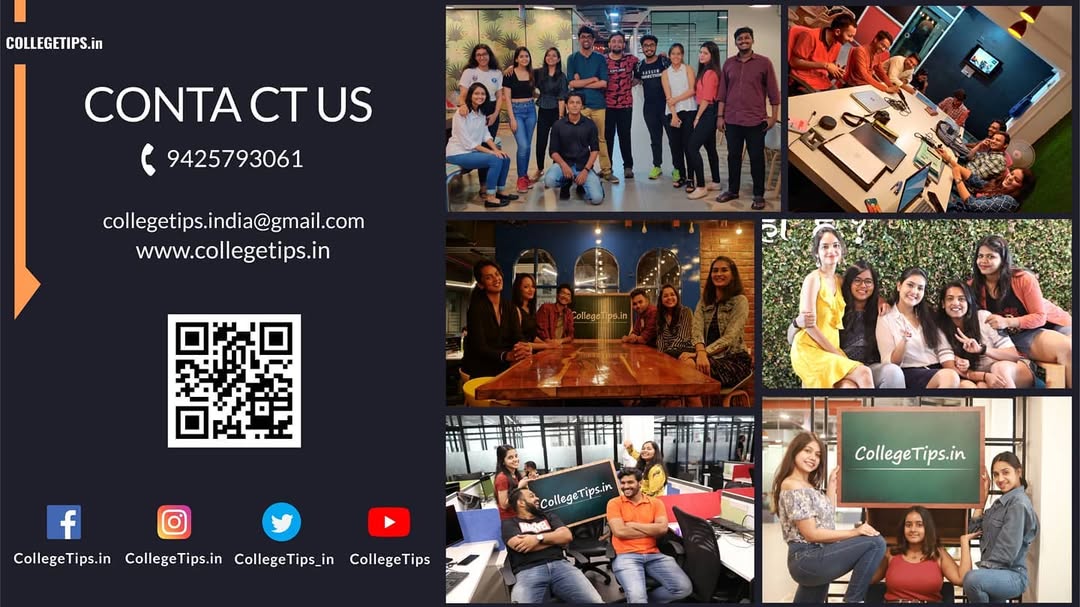 COLLEGETIPS.in
CONTA CT US
9425793061
collegetips.india@gmail.com
www.collegetips.in
CollegeTips.in
CollegeTips.in
CollegeTips_in
CollegeTips
CollegeTips.in
CollegeTips.in
CollegeTips.in